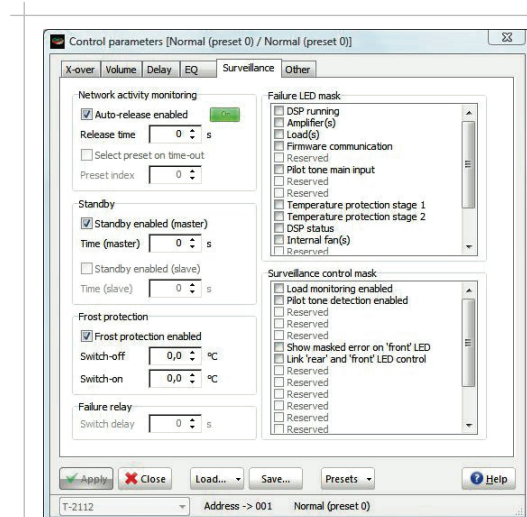 Control parameters [Normal (preset 0) / Normal (preset 0)]
X-over Volume Delay EQ Surveillance Other
Network activity monitoring
Auto-release enabled On
Release time 0 s
Select preset on time-out
Preset index 0
Standby
Standby enabled (master)
Time (master) 0 s
Standby enabled (slave)
Time (slave) 0 s
Frost protection
Frost protection enabled
Switch-off 0,0 °C
Switch-on 0,0 °C
Failure relay
Switch delay 0 s
Failure LED mask
DSP running
Amplifier(s)
Load(s)
Firmware communication
Reserved
Pilot tone main input
Reserved
Reserved
Temperature protection stage 1
Temperature protection stage 2
DSP status
Internal fan(s)
Reserved
Surveillance control mask
Load monitoring enabled
Pilot tone detection enabled
Reserved
Reserved
Reserved
Show masked error on 'front' LED
Link 'rear' and 'front' LED control
Reserved
Reserved
Reserved
Reserved
Reserved
Reserved
Apply Close Load... Save... Presets Help
T-2112 Address -> 001 Normal (preset 0)